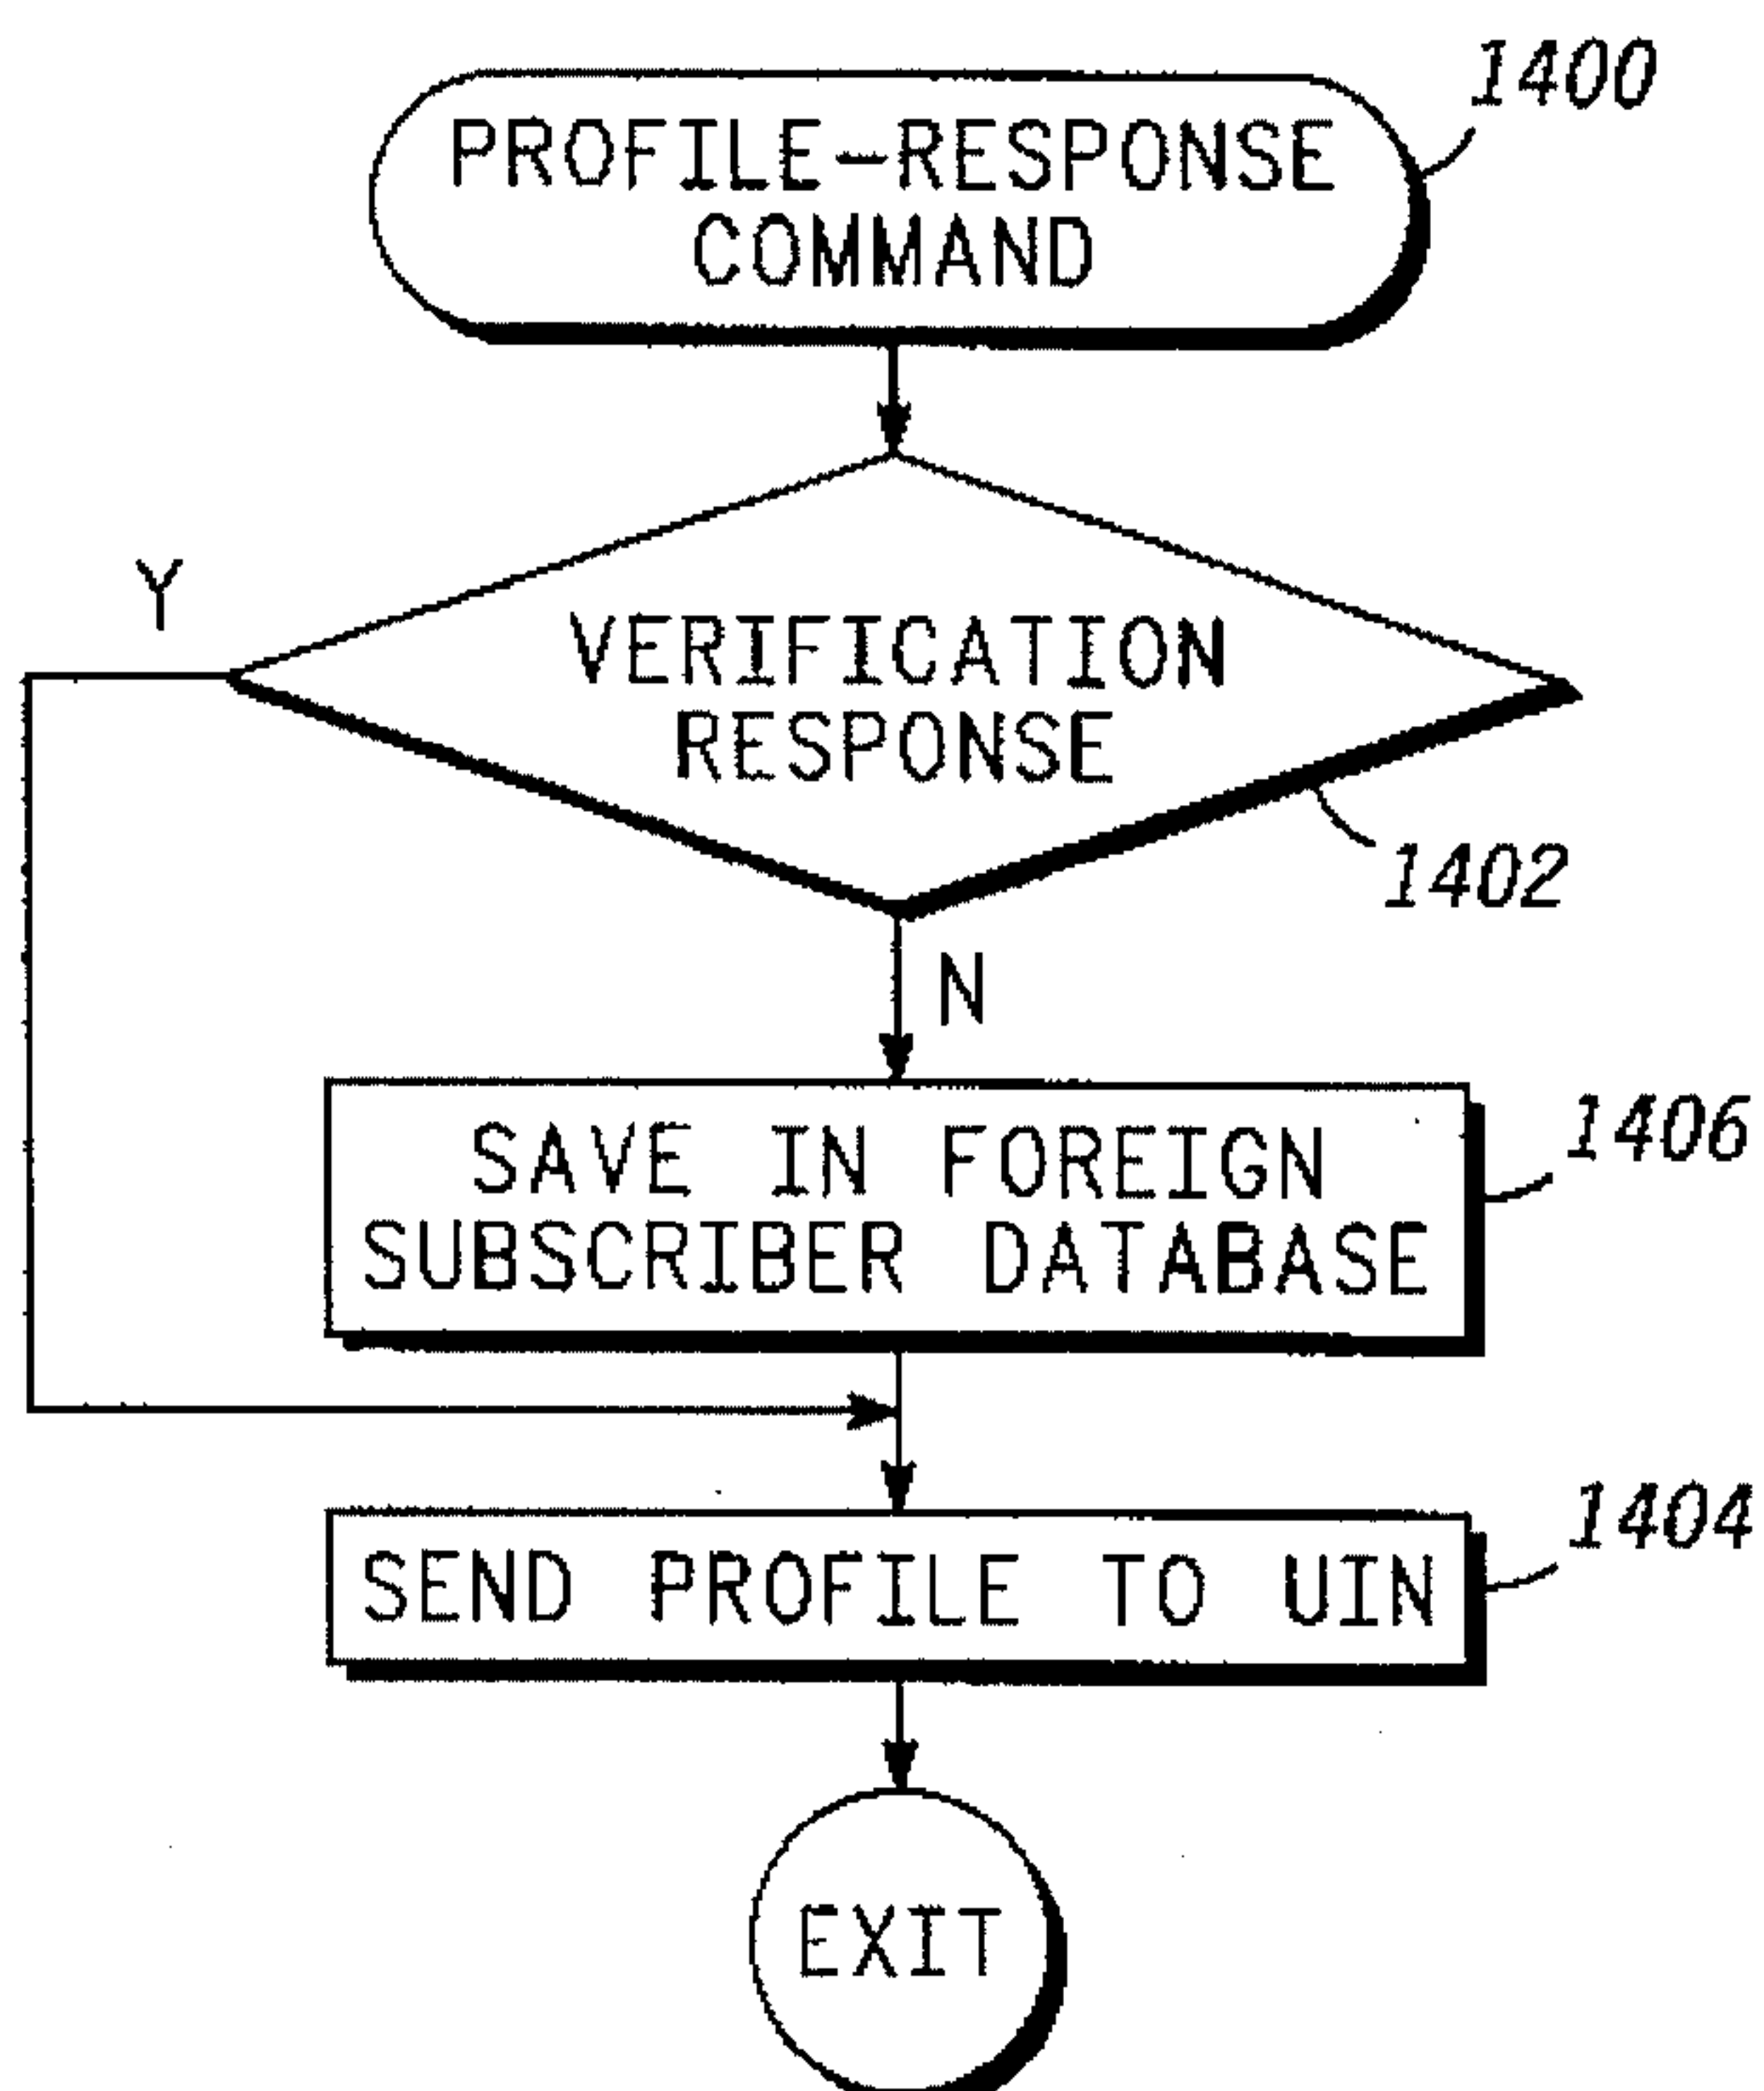 1400
PROFILE-RESPONSE
COMMAND
Y
VERIFICATION
RESPONSE
1402
N
1406
SAVE IN FOREIGN
SUBSCRIBER DATABASE
1404
SEND PROFILE TO UIN
EXIT